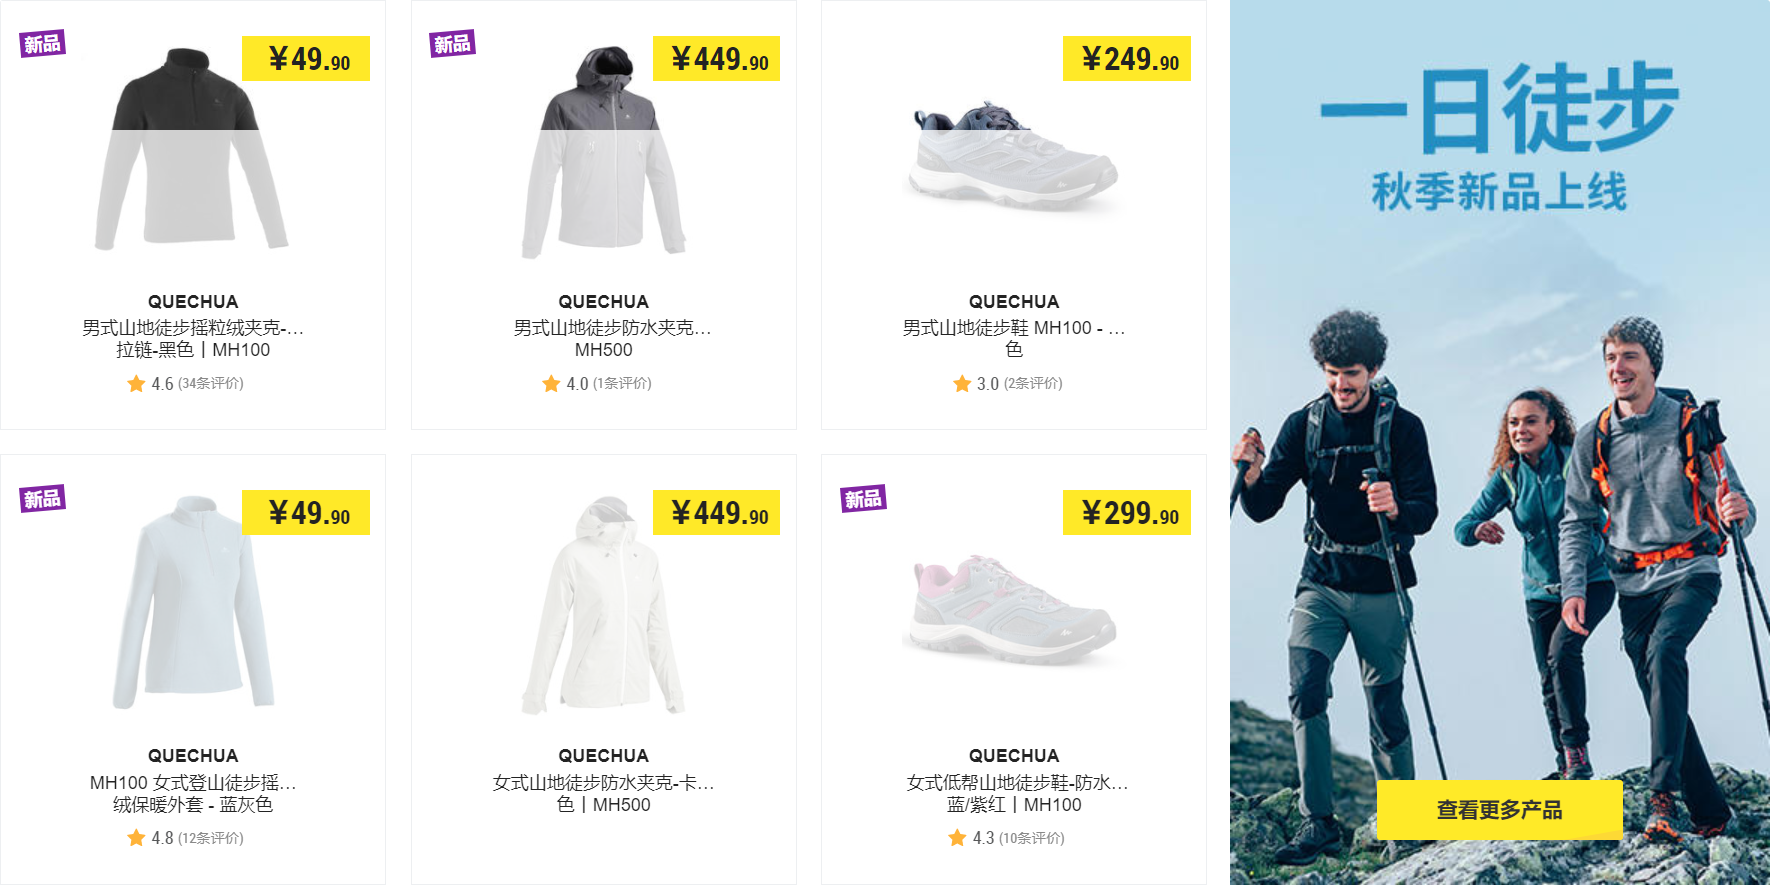 新品
¥49.90
QUECHUA
男式山地徒步摇粒绒夹克-...
拉链-黑色 | MH100
4.6 (34条评价)
新品
¥449.90
QUECHUA
男式山地徒步防水夹克...
MH500
4.0 (1条评价)
¥249.90
QUECHUA
男式山地徒步鞋 MH100 - ...
色
3.0 (2条评价)
新品
¥49.90
QUECHUA
MH100 女式登山徒步摇...
绒保暖外套 - 蓝灰色
4.8 (12条评价)
¥449.90
QUECHUA
女式山地徒步防水夹克-卡...
色 | MH500
新品
¥299.90
QUECHUA
女式低帮山地徒步鞋-防水...
蓝/紫红 | MH100
4.3 (10条评价)
一日徒步
秋季新品上线
查看更多产品